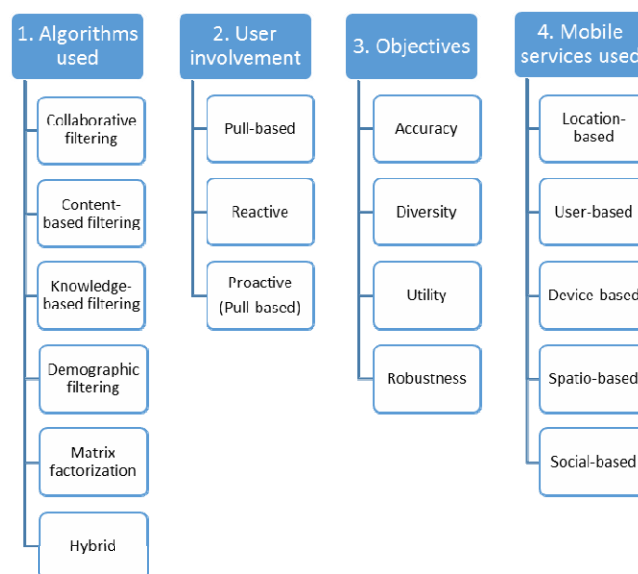 1. Algorithms
used
Collaborative
filtering
Content-
based filtering
Knowledge-
based filtering
Demographic
filtering
Matrix
factorization
Hybrid
2. User
involvement
Pull-based
Reactive
Proactive
(Pull based)
3. Objectives
Accuracy
Diversity
Utility
Robustness
4. Mobile
services used
Location-
based
User-based
Device-based
Spatio-based
Social-based